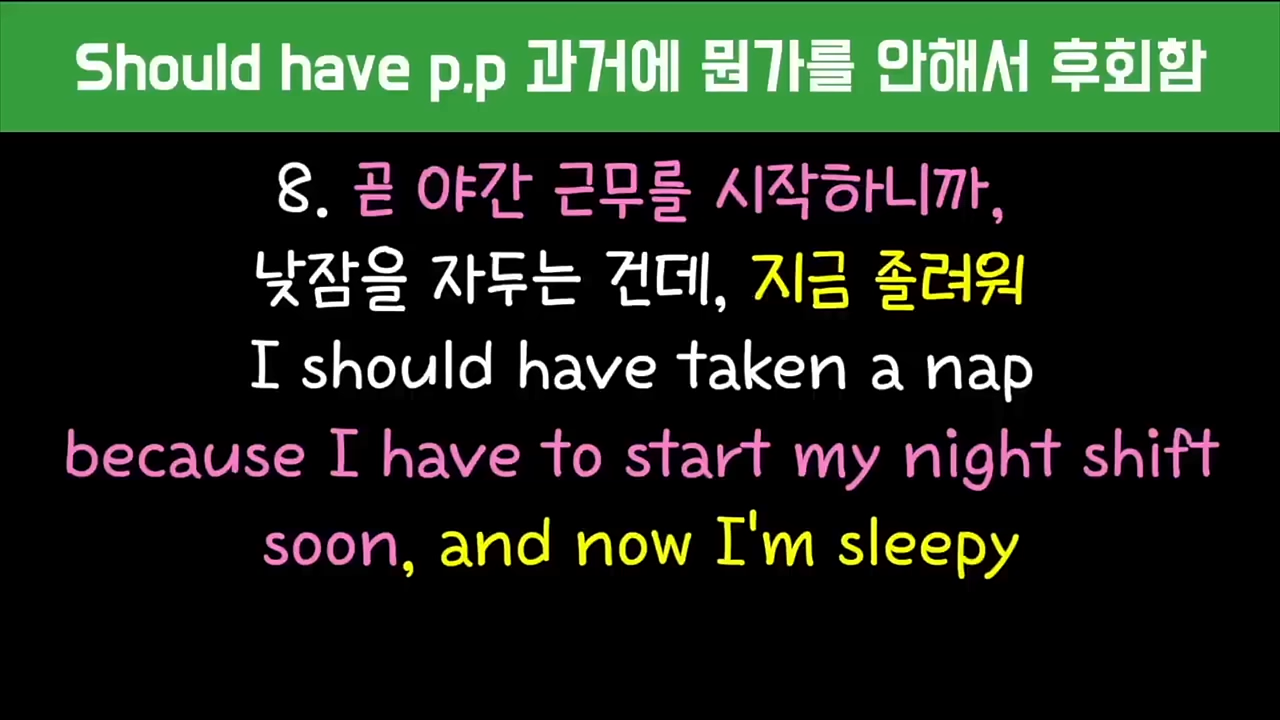 Should have p.p 과거에 뭔가를 안해서 후회함
8. 곧 야간 근무를 시작하니까,
낮잠을 자두는 건데, 지금 졸려워
I should have taken a nap
because I have to start my night shift
soon, and now I'm sleepy